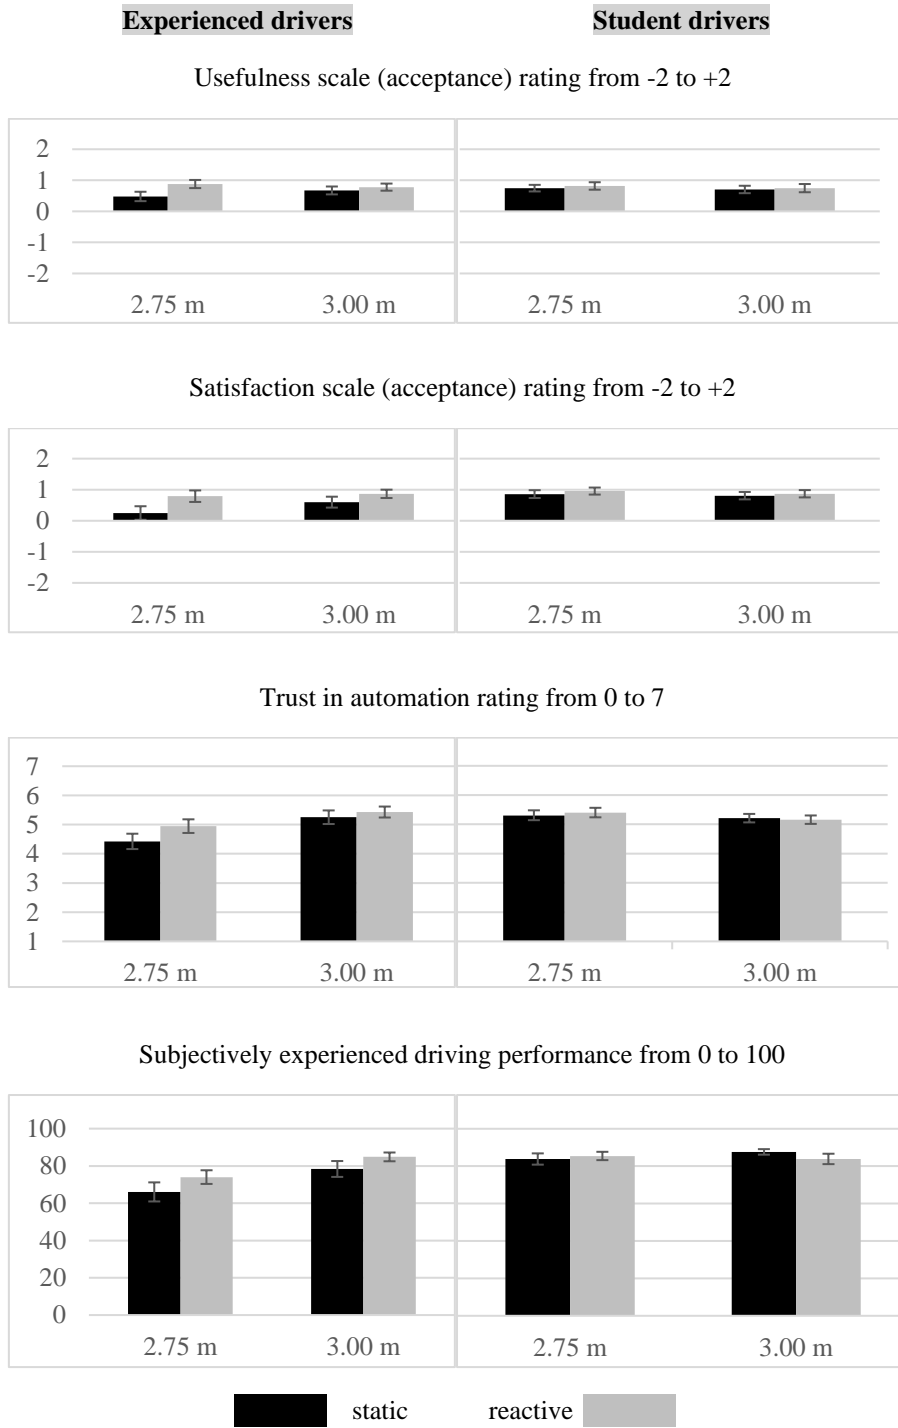 Experienced drivers Student drivers
Usefulness scale (acceptance) rating from -2 to +2
2
1
0
-1
-2
2.75 m 3.00 m 2.75 m 3.00 m
Satisfaction scale (acceptance) rating from -2 to +2
2
1
0
-1
-2
2.75 m 3.00 m 2.75 m 3.00 m
Trust in automation rating from 0 to 7
7
6
5
4
3
2
1
2.75 m 3.00 m 2.75 m 3.00 m
Subjectively experienced driving performance from 0 to 100
100
80
60
40
20
0
2.75 m 3.00 m 2.75 m 3.00 m
static reactive